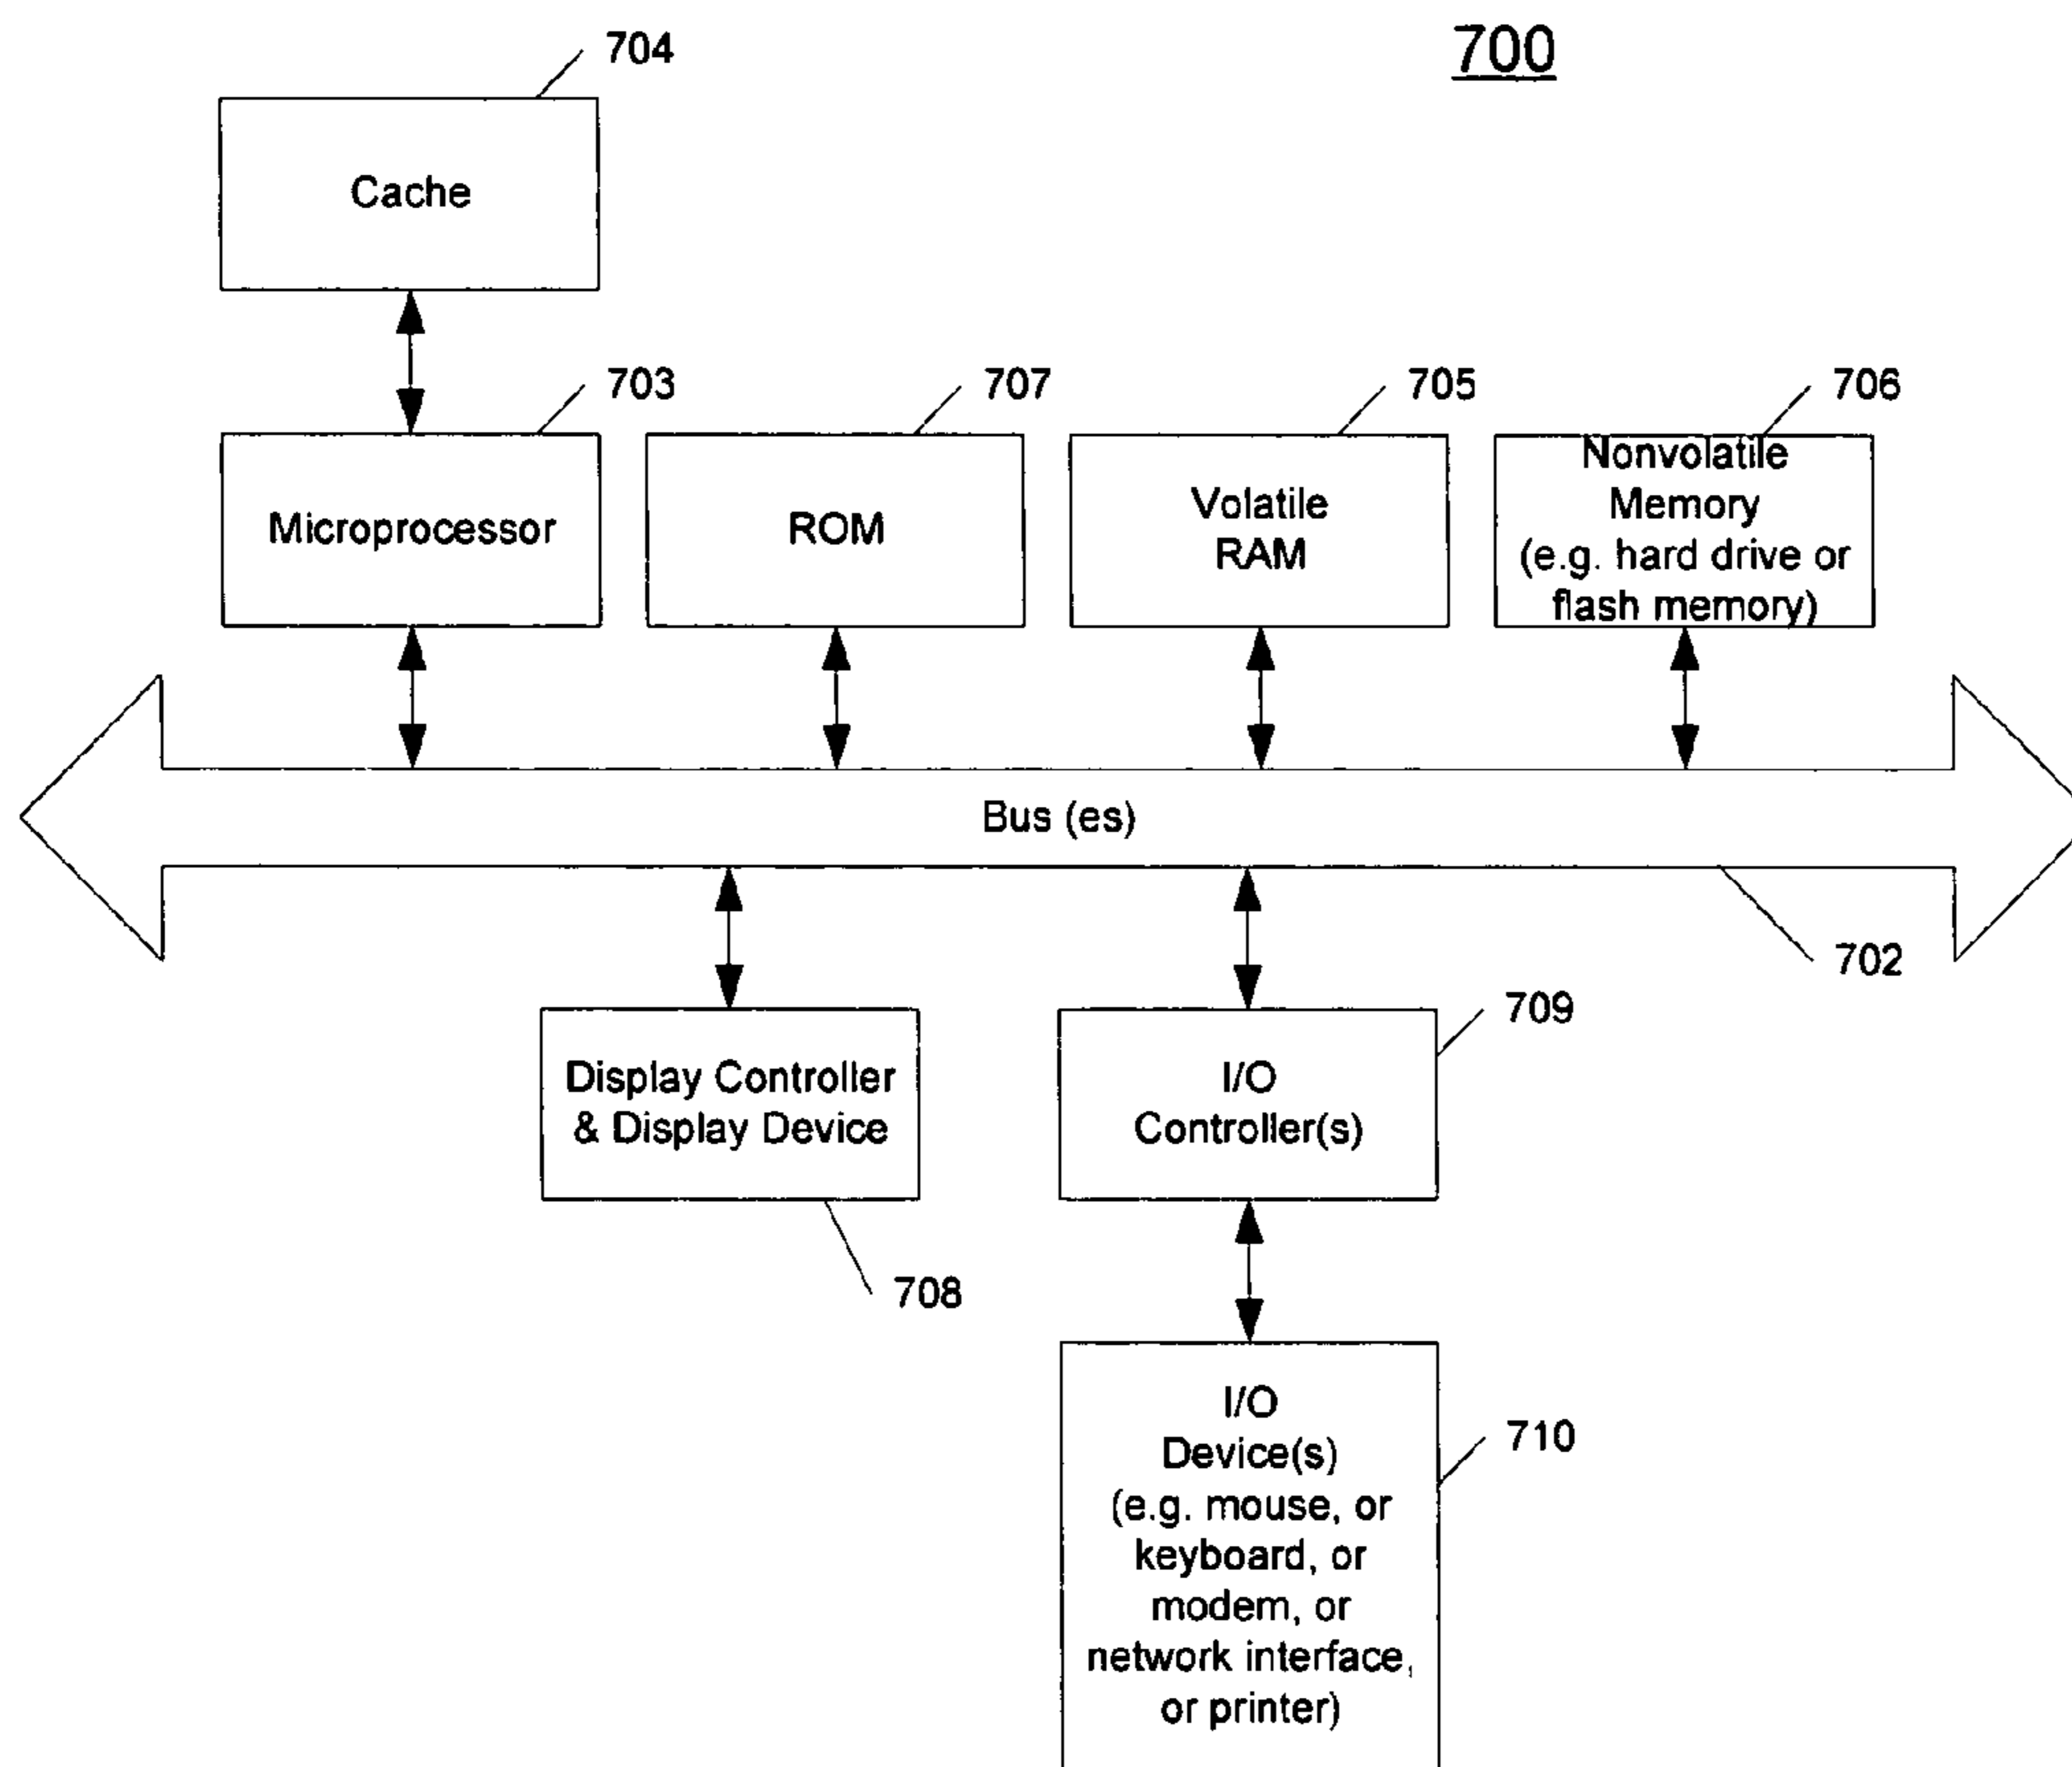 704
700
Cache
703
707
705
706
Microprocessor
ROM
Volatile
RAM
Nonvolatile
Memory
(e.g. hard drive or
flash memory)
Bus (es)
702
709
Display Controller
& Display Device
I/O
Controller(s)
708
I/O
Device(s)
(e.g. mouse, or
keyboard, or
modem, or
network interface,
or printer)
710